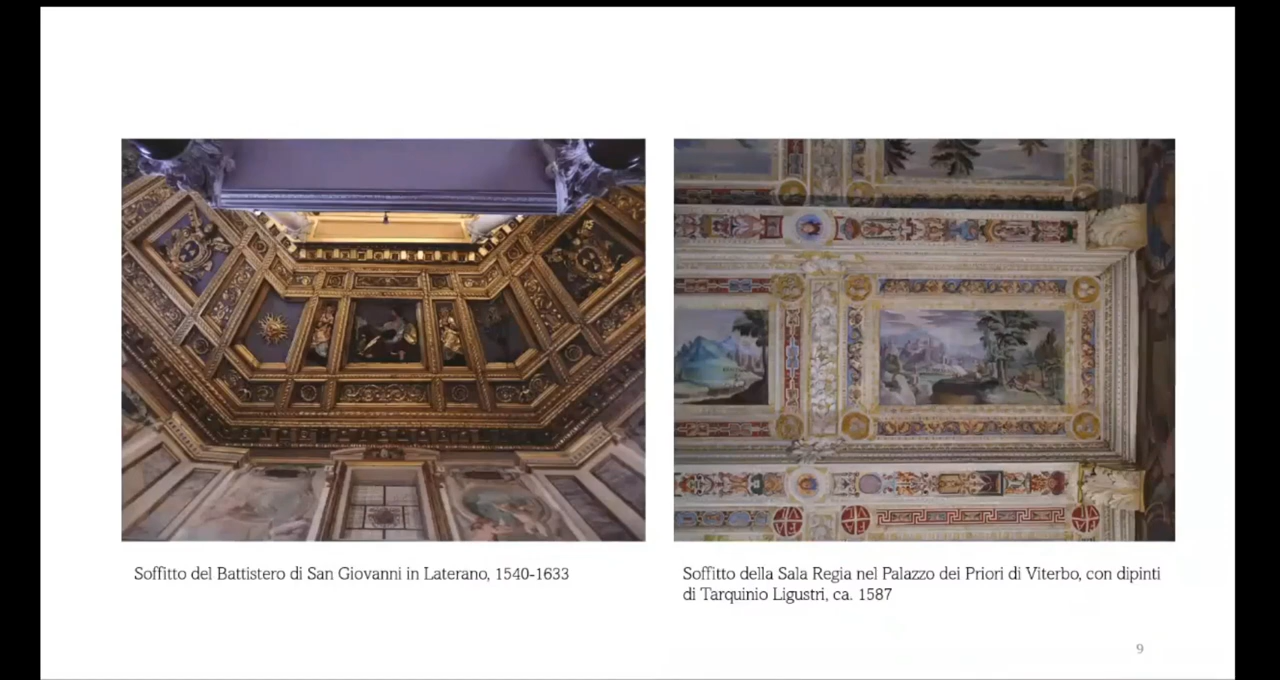 Soffitto del Battistero di San Giovanni in Laterano, 1540-1633
Soffitto della Sala Regia nel Palazzo dei Priori di Viterbo, con dipinti
di Tarquinio Ligustri, ca. 1587
9